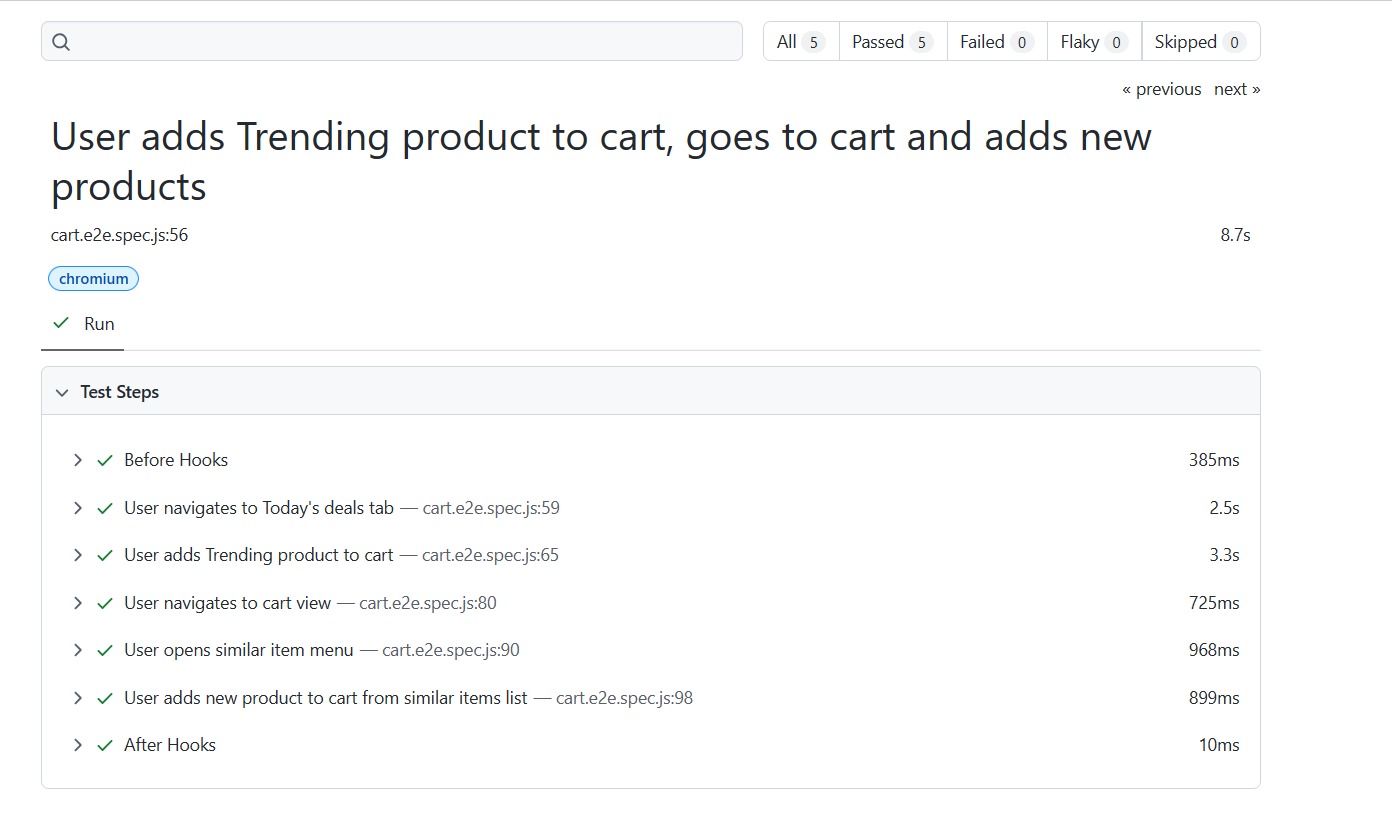 All 5 Passed 5 Failed 0 Flaky 0 Skipped 0
« previous next »
User adds Trending product to cart, goes to cart and adds new
products
cart.e2e.spec.js:56 8.7s
chromium
Run
Test Steps
Before Hooks 385ms
User navigates to Today's deals tab — cart.e2e.spec.js:59 2.5s
User adds Trending product to cart — cart.e2e.spec.js:65 3.3s
User navigates to cart view — cart.e2e.spec.js:80 725ms
User opens similar item menu — cart.e2e.spec.js:90 968ms
User adds new product to cart from similar items list — cart.e2e.spec.js:98 899ms
After Hooks 10ms